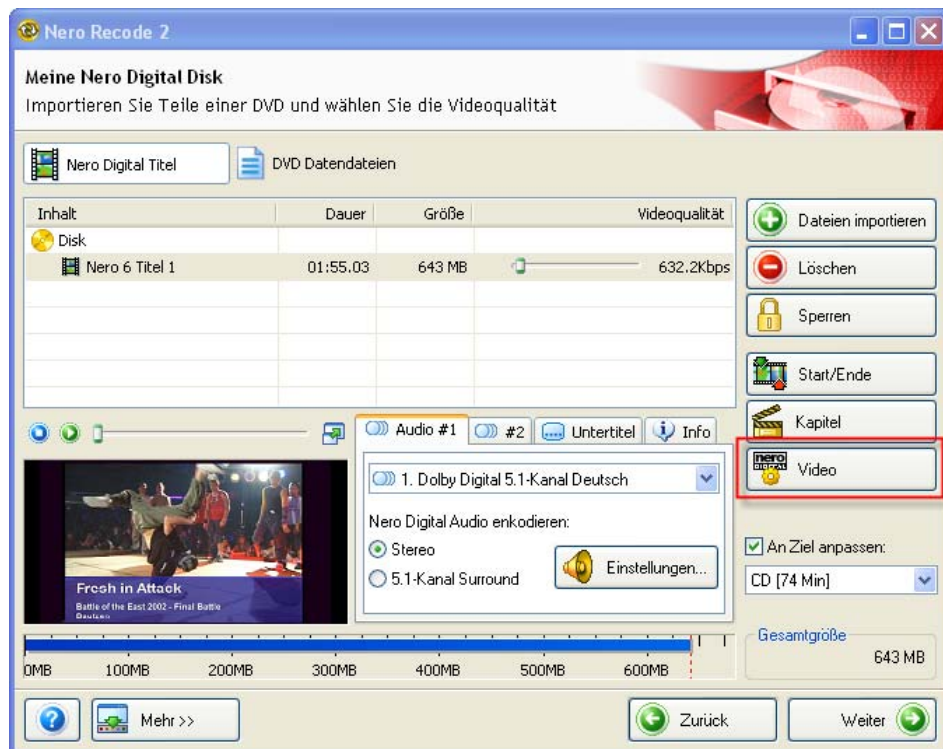 Nero Recode 2
Meine Nero Digital Disk
Importieren Sie Teile einer DVD und wählen Sie die Videoqualität
Nero Digital Titel
DVD Datendateien
Inhalt Dauer Größe Videoqualität
Disk
Nero 6 Titel 1 01:55.03 643 MB 632.2Kbps
Dateien importieren
Löschen
Sperren
Start/Ende
Kapitel
nero DIGITAL Video
Audio #1 #2 Untertitel Info
1. Dolby Digital 5.1-Kanal Deutsch
Nero Digital Audio enkodieren:
Stereo
5.1-Kanal Surround
Einstellungen...
An Ziel anpassen:
CD [74 Min]
Fresh in Attack
Battle of the East 2002 - Final Battle
Bautzen
Gesamtgröße
643 MB
0MB 100MB 200MB 300MB 400MB 500MB 600MB
Mehr >>
Zurück
Weiter